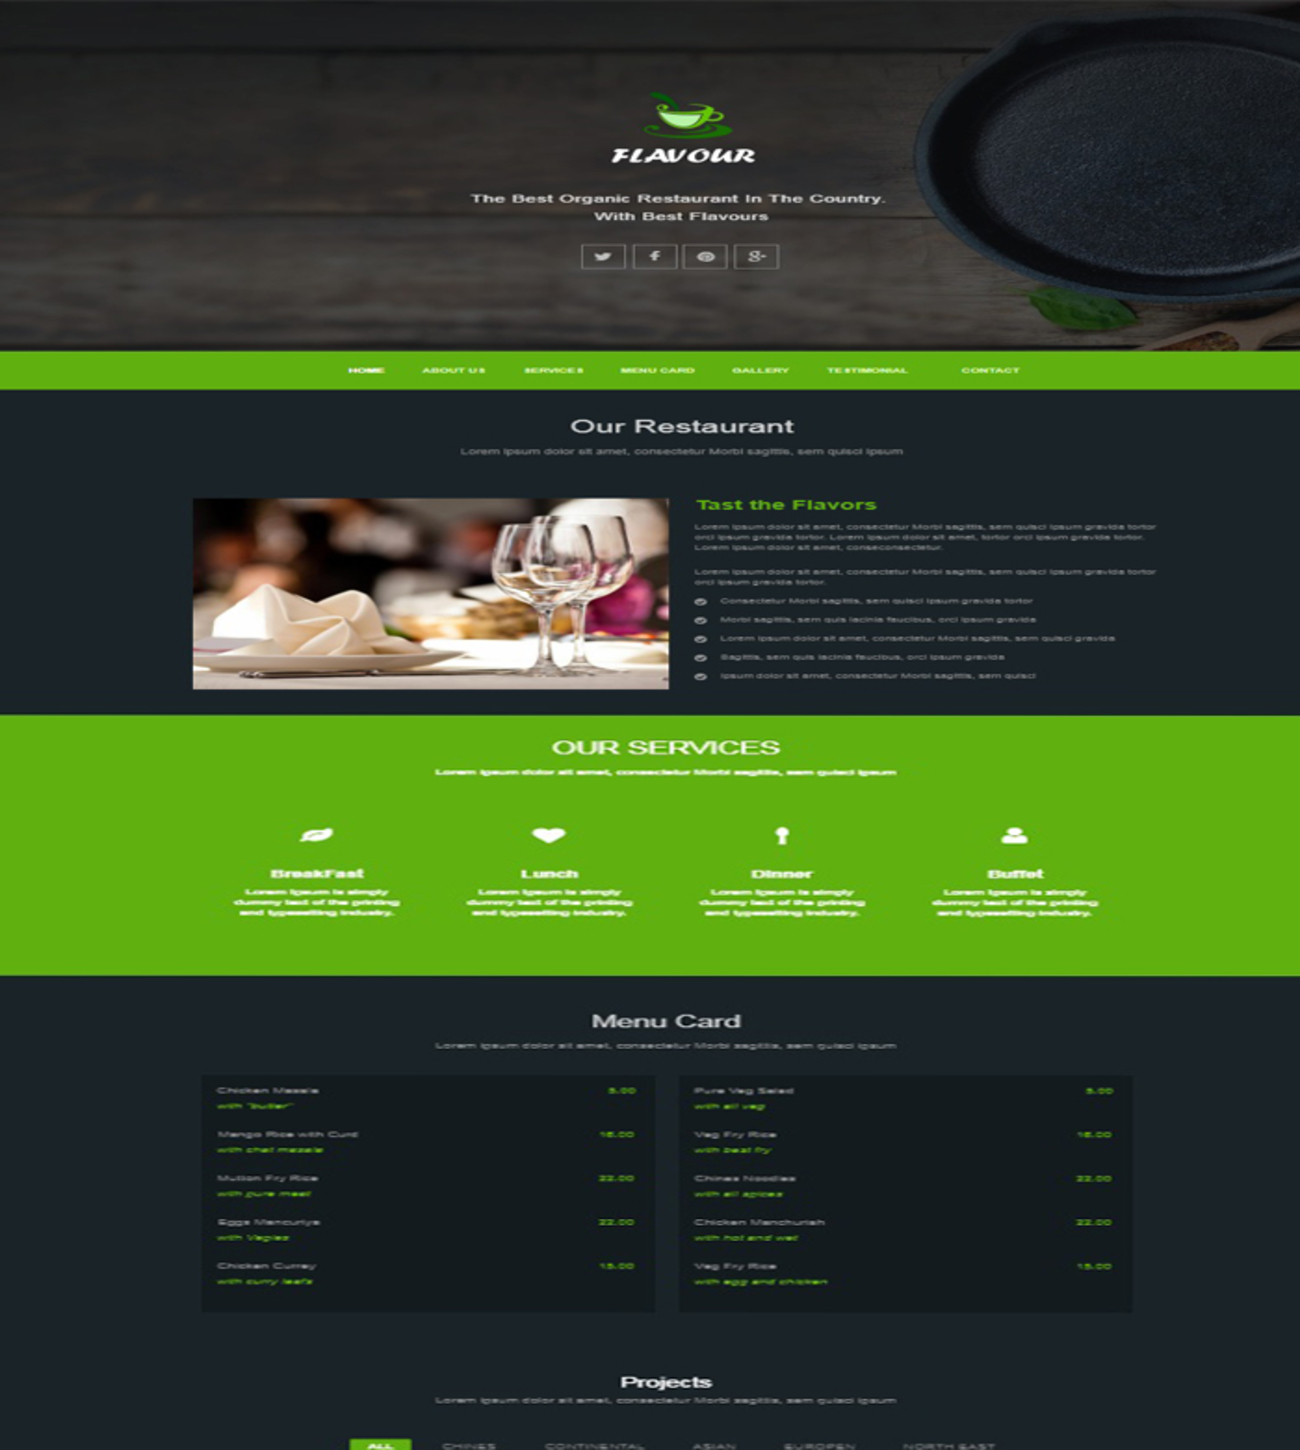 FLAVOUR
The Best Organic Restaurant In The Country.
With Best Flavours
HOME ABOUT US SERVICES MENU CARD GALLERY TESTIMONIAL CONTACT
Our Restaurant
Lorem ipsum dolor sit amet, consectetur Morbi sagittis, sem quisci ipsum
Tast the Flavors
Lorem ipsum dolor sit amet, consectetur Morbi sagittis, sem quisci ipsum gravida tortor
orci ipsum gravida tortor. Lorem ipsum dolor sit amet, tortor orci ipsum gravida tortor.
Lorem ipsum dolor sit amet, conseconsectetur.
Lorem ipsum dolor sit amet, consectetur Morbi sagittis, sem quisci ipsum gravida tortor
orci ipsum gravida tortor.
Consectetur Morbi sagittis, sem quisci ipsum gravida tortor
Morbi sagittis, sem quis lacinia faucibus, orci ipsum gravida
Lorem ipsum dolor sit amet, consectetur Morbi sagittis, sem quisci gravida
Sagittis, sem quis lacinia faucibus, orci ipsum gravida
Ipsum dolor sit amet, consectetur Morbi sagittis, sem quisci
OUR SERVICES
Lorem ipsum dolor sit amet, consectetur Morbi sagittis, sem quisci ipsum
BreakFast
Lorem Ipsum is simply
dummy text of the printing
and typesetting industry.
Lunch
Lorem Ipsum is simply
dummy text of the printing
and typesetting industry.
Dinner
Lorem Ipsum is simply
dummy text of the printing
and typesetting industry.
Buffet
Lorem Ipsum is simply
dummy text of the printing
and typesetting industry.
Menu Card
Lorem ipsum dolor sit amet, consectetur Morbi sagittis, sem quisci ipsum
Chicken Masala 5.00
with "butter"
Mango Rice with Curd 16.00
with chef masala
Mutton Fry Rice 22.00
with pure meat
Eggs Mancuriya 22.00
with Vegies
Chicken Currey 15.00
with curry leafs
Pure Veg Salad 5.00
with all veg
Veg Fry Rice 16.00
with beat fry
Chines Noodles 22.00
with all spices
Chicken Manchuriah 22.00
with hot and wet
Veg Fry Rice 15.00
with egg and chicken
Projects
Lorem ipsum dolor sit amet, consectetur Morbi sagittis, sem quisci ipsum
ALL CHINES CONTINENTAL ASIAN EUROPEN NORTH EAST